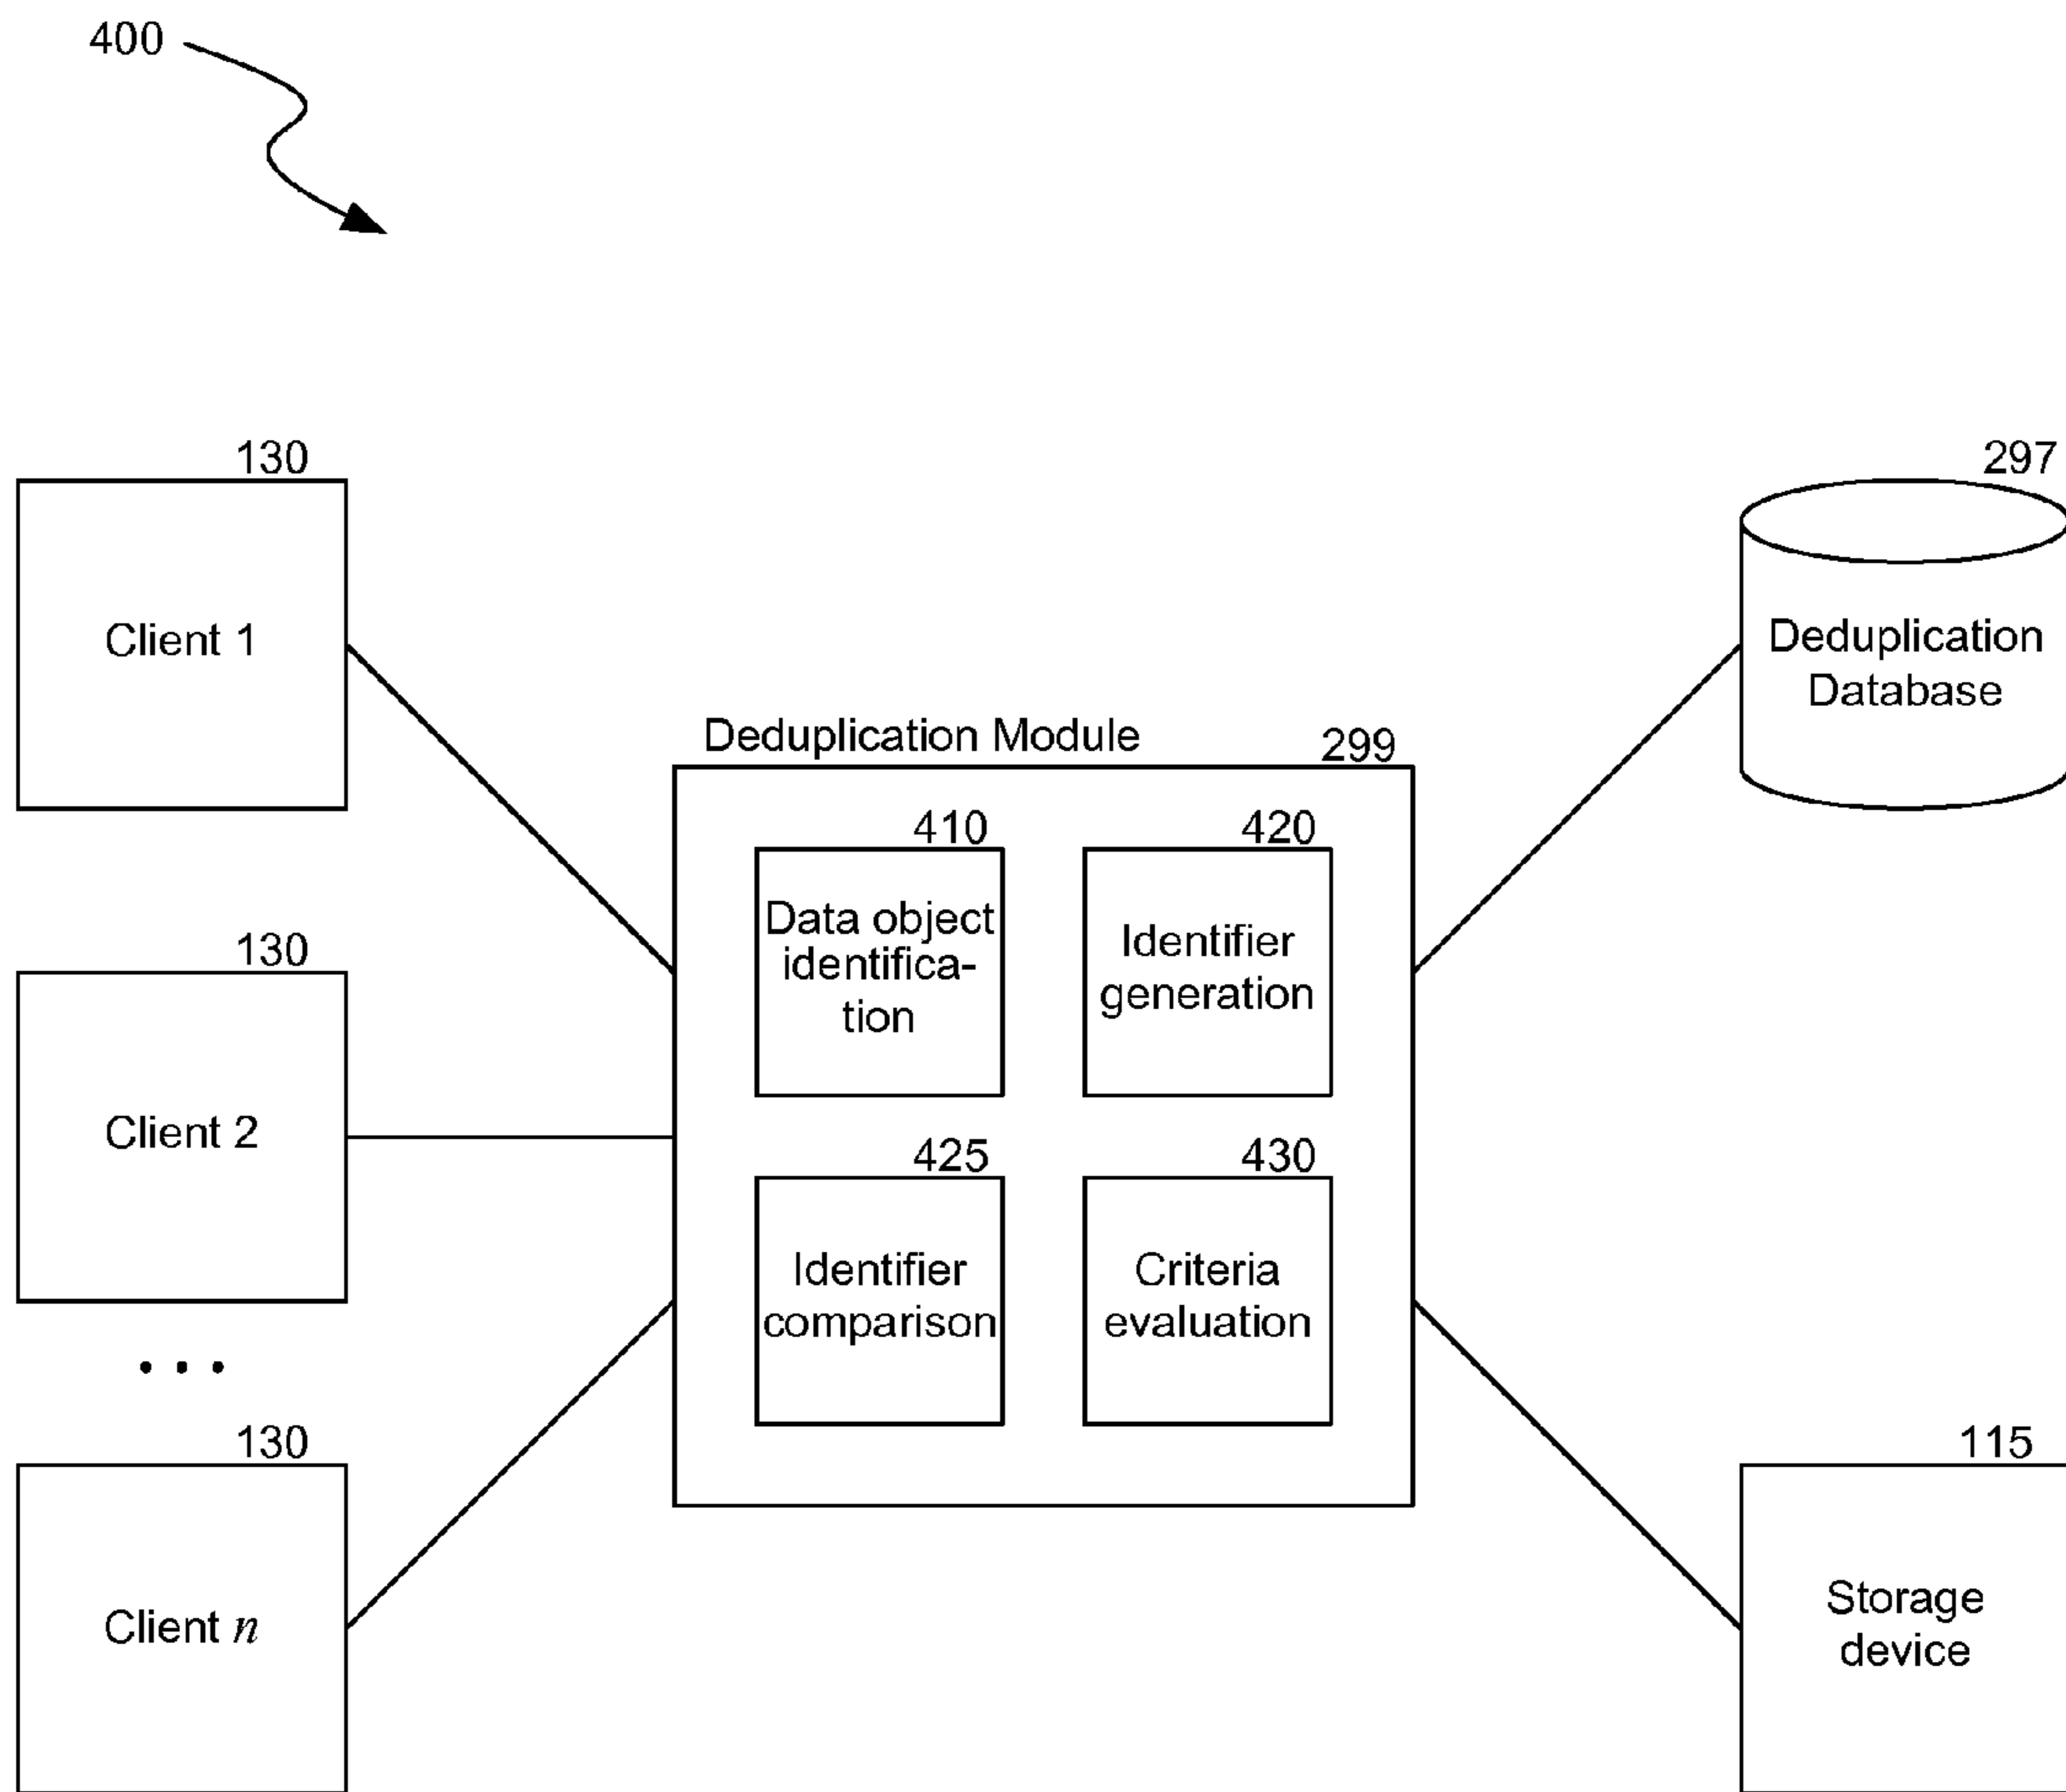 400
130
Client 1
130
Client 2
. . .
130
Client n
Deduplication Module
299
410
Data object
identifica-
tion
420
Identifier
generation
425
Identifier
comparison
430
Criteria
evaluation
297
Deduplication
Database
115
Storage
device